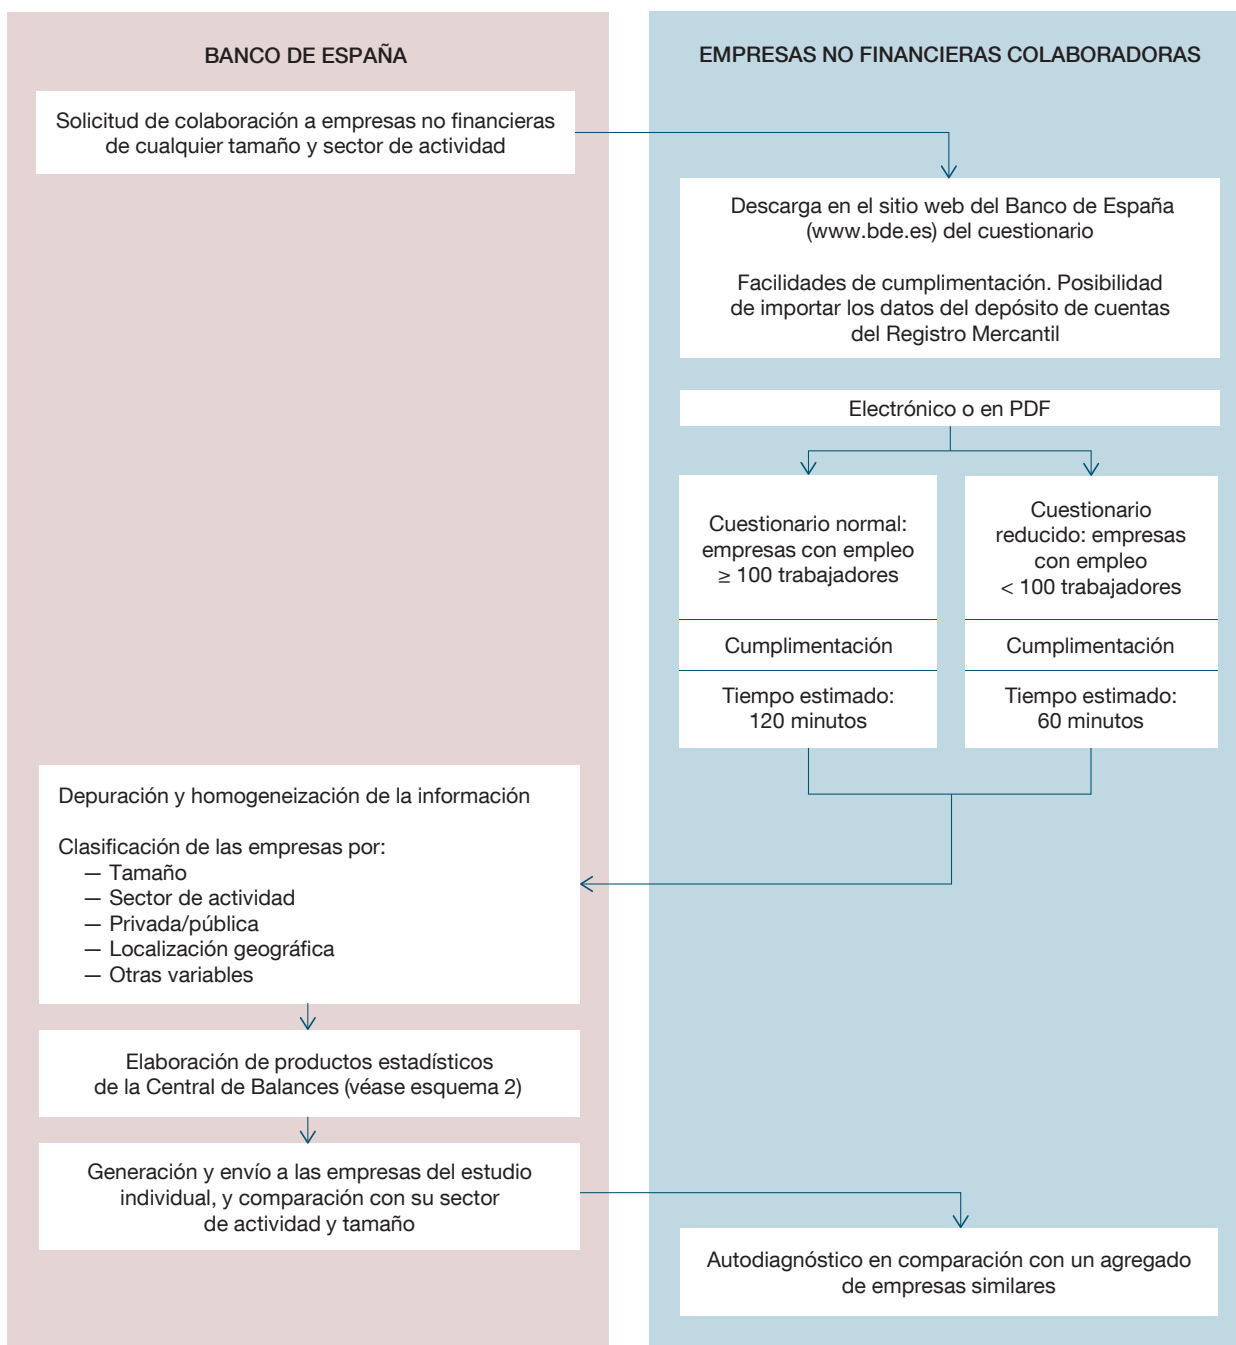 BANCO DE ESPAÑA
EMPRESAS NO FINANCIERAS COLABORADORAS
Solicitud de colaboración a empresas no financieras
de cualquier tamaño y sector de actividad
Descarga en el sitio web del Banco de España
(www.bde.es) del cuestionario
Facilidades de cumplimentación. Posibilidad
de importar los datos del depósito de cuentas
del Registro Mercantil
Electrónico o en PDF
Cuestionario normal:
empresas con empleo
≥ 100 trabajadores
Cumplimentación
Tiempo estimado:
120 minutos
Cuestionario
reducido: empresas
con empleo
< 100 trabajadores
Cumplimentación
Tiempo estimado:
60 minutos
Depuración y homogeneización de la información
Clasificación de las empresas por:
— Tamaño
— Sector de actividad
— Privada/pública
— Localización geográfica
— Otras variables
Elaboración de productos estadísticos
de la Central de Balances (véase esquema 2)
Generación y envío a las empresas del estudio
individual, y comparación con su sector
de actividad y tamaño
Autodiagnóstico en comparación con un agregado
de empresas similares